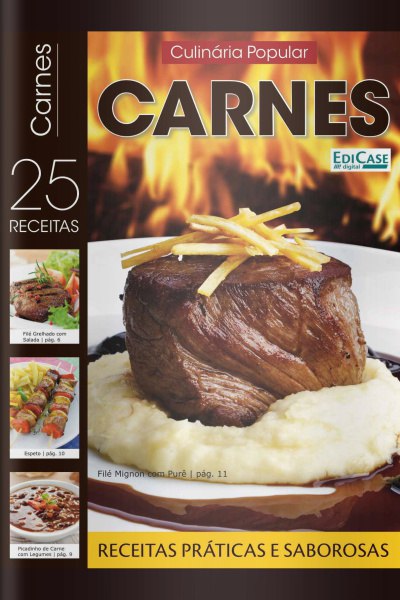 Carnes
25
RECEITAS
Filé Grelhado com
Salada | pág. 6
Espeto | pág. 10
Picadinho de Carne
com Legumes | pág. 9
Culinária Popular
CARNES
EDICASE
digital
Filé Mignon com Purê | pág. 11
RECEITAS PRÁTICAS E SABOROSAS